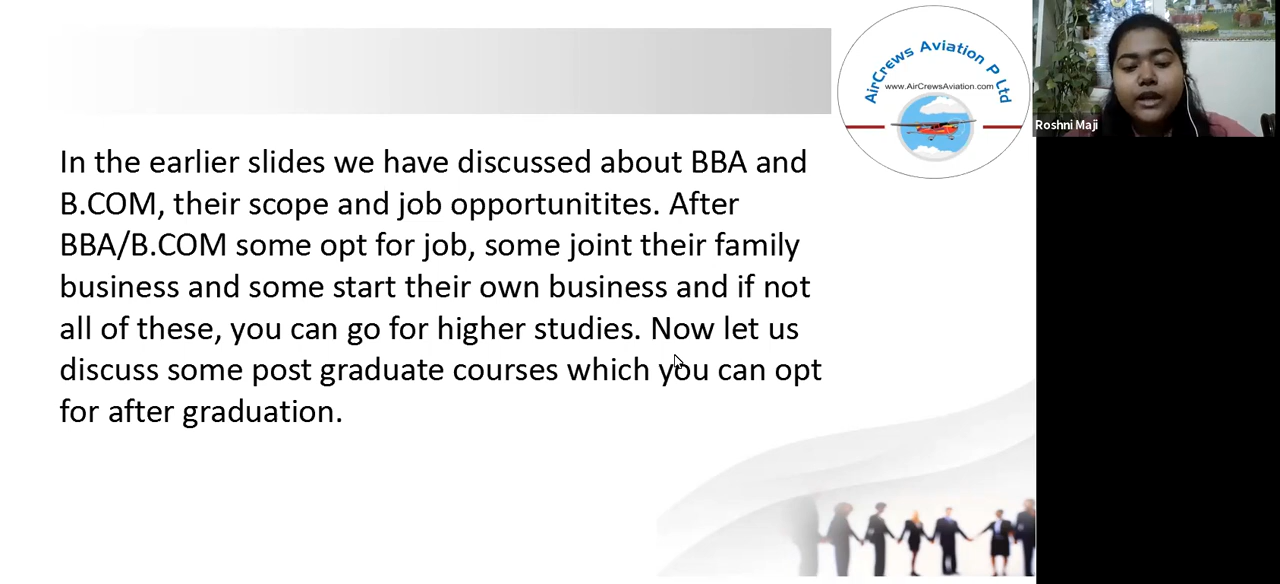 AirCrews Aviation P Ltd
www.AirCrewsAviation.com
Roshni Maji
In the earlier slides we have discussed about BBA and
B.COM, their scope and job opportunitites. After
BBA/B.COM some opt for job, some joint their family
business and some start their own business and if not
all of these, you can go for higher studies. Now let us
discuss some post graduate courses which you can opt
for after graduation.